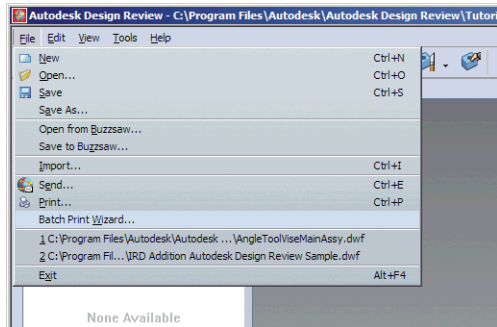 Autodesk Design Review - C:\Program Files\Autodesk\Autodesk Design Review\Tutori
File Edit View Tools Help
New Ctrl+N
Open... Ctrl+O
Save Ctrl+S
Save As...
Open from Buzzsaw...
Save to Buzzsaw...
Import... Ctrl+I
Send... Ctrl+E
Print... Ctrl+P
Batch Print Wizard...
1 C:\Program Files\Autodesk\Autodesk ...\AngleToolViseMainAssy.dwf
2 C:\Program Fil...\IRD Addition Autodesk Design Review Sample.dwf
Exit Alt+F4
None Available